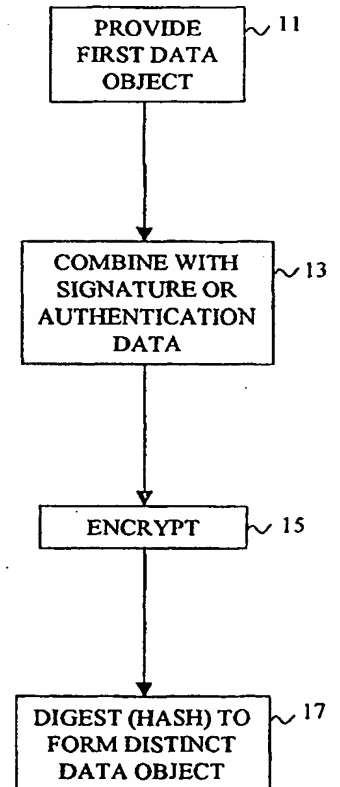 PROVIDE
FIRST DATA
OBJECT
11
COMBINE WITH
SIGNATURE OR
AUTHENTICATION
DATA
13
ENCRYPT
15
DIGEST (HASH) TO
FORM DISTINCT
DATA OBJECT
17